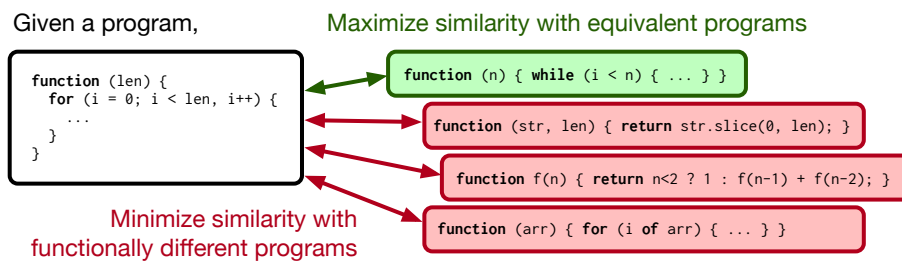 Given a program,
Maximize similarity with equivalent programs
function (len) {
for (i = 0; i < len, i++) {
...
}
}
function (n) { while (i < n) { ... } }
function (str, len) { return str.slice(0, len); }
function f(n) { return n<2 ? 1 : f(n-1) + f(n-2); }
function (arr) { for (i of arr) { ... } }
Minimize similarity with
functionally different programs